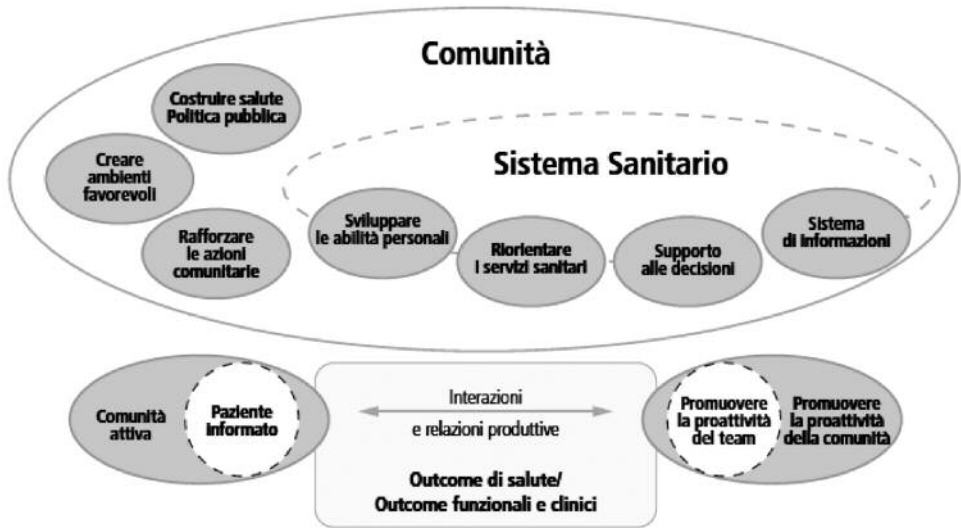 Comunità
Costruire salute
Politica pubblica
Creare
ambienti
favorevoli
Rafforzare
le azioni
comunitarie
Sistema Sanitario
Sviluppare
le abilità personali
Riorientare
i servizi sanitari
Supporto
alle decisioni
Sistema
di informazioni
Comunità
attiva
Paziente
informato
Interazioni
e relazioni produttive
Outcome di salute/
Outcome funzionali e clinici
Promuovere
la proattività
del team
Promuovere
la proattività
della comunità